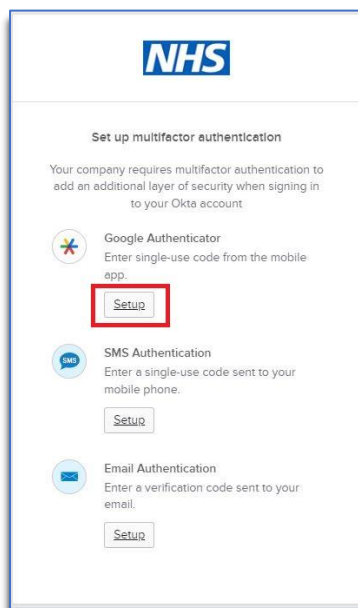 NHS
Set up multifactor authentication
Your company requires multifactor authentication to
add an additional layer of security when signing in
to your Okta account
Google Authenticator
Enter single-use code from the mobile
app.
Setup
SMS
SMS Authentication
Enter a single-use code sent to your
mobile phone.
Setup
Email Authentication
Enter a verification code sent to your
email.
Setup